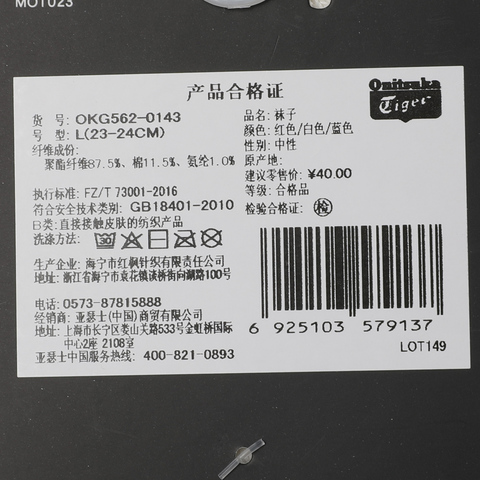 MOT023
产品合格证
Onitsuka
Tiger
货 号: OKG562-0143
号 型: L(23-24CM)
纤维成份:
聚酯纤维87.5%、棉11.5%、氨纶1.0%
品名: 袜子
颜色: 红色/白色/蓝色
性别: 中性
原产地:
建议零售价: ¥40.00
等级: 合格品
检验合格证: 检
执行标准: FZ/T 73001-2016
符合安全技术类别: GB18401-2010
B类: 直接接触皮肤的纺织产品
洗涤方法:
生产企业: 海宁市红枫针织有限责任公司
地址: 浙江省海宁市袁花镇谈桥街向湖路100号
电话: 0573-87815888
经销商: 亚瑟士(中国)商贸有限公司
地址: 上海市长宁区娄山关路533号金虹桥国际
中心2座 2108室
亚瑟士中国服务热线: 400-821-0893
6 925103 579137
LOT149